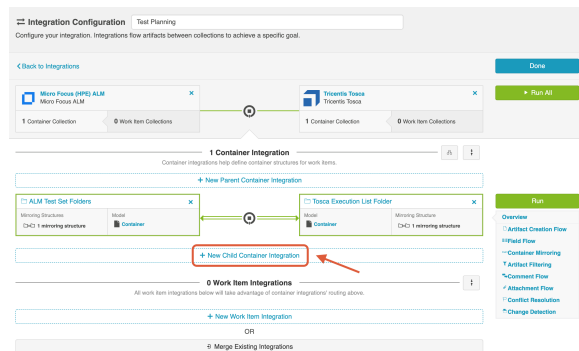 Integration Configuration Test Planning
Configure your integration. Integrations flow artifacts between collections to achieve a specific goal.
Back to Integrations
Done
Micro Focus (HPE) ALM
Micro Focus ALM
1 Container Collection 0 Work Item Collections
Tricentis Tosca
Tricentis Tosca
1 Container Collection 0 Work Item Collections
Run All
1 Container Integration
Container integrations help define container structures for work items.
+ New Parent Container Integration
ALM Test Set Folders
Mirroring Structures Model
1 mirroring structure Container
Tosca Execution List Folder
Model Mirroring Structure
Container 1 mirroring structure
Run
Overview
Artifact Creation Flow
Field Flow
Container Mirroring
Artifact Filtering
Comment Flow
Attachment Flow
Conflict Resolution
Change Detection
+ New Child Container Integration
0 Work Item Integrations
All work item integrations below will take advantage of container integrations' routing above.
+ New Work Item Integration
OR
Merge Existing Integrations